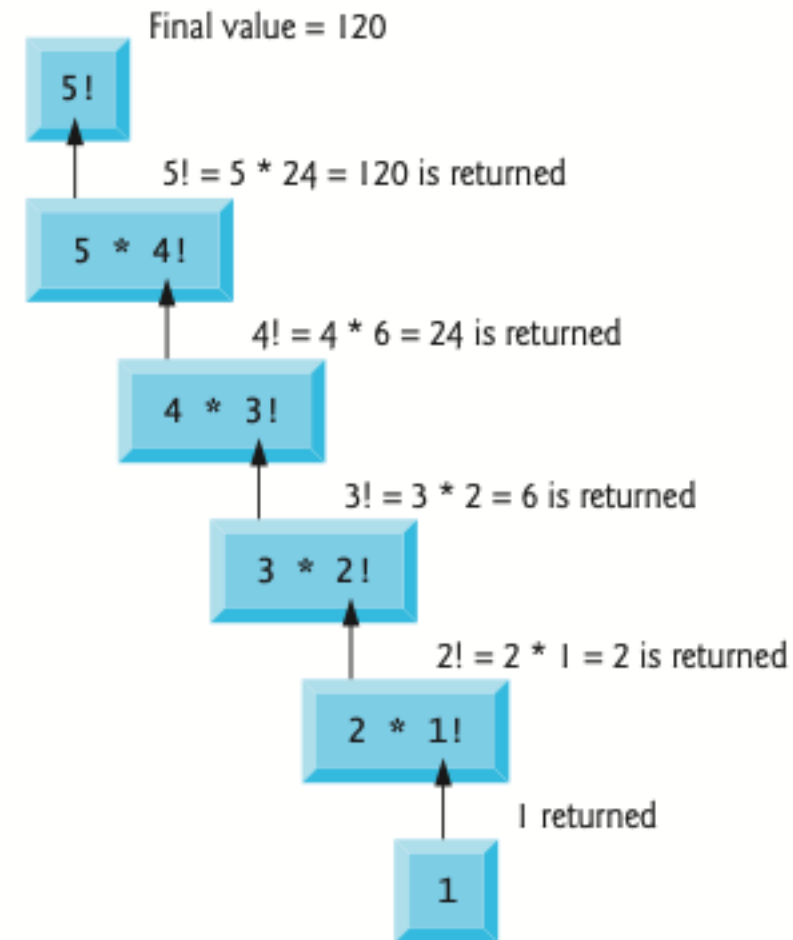 Final value = 120
5!
5! = 5 * 24 = 120 is returned
5 * 4!
4! = 4 * 6 = 24 is returned
4 * 3!
3! = 3 * 2 = 6 is returned
3 * 2!
2! = 2 * 1 = 2 is returned
2 * 1!
1 returned
1